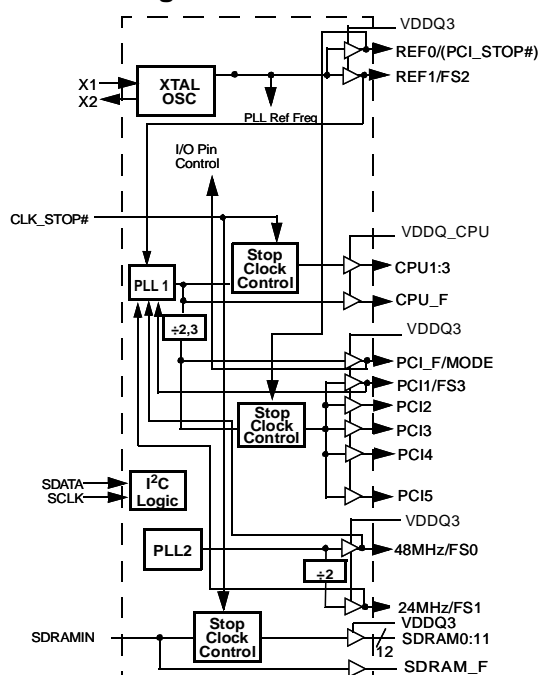 VDDQ3
REF0/(PCI_STOP#)
REF1/FS2
X1
X2
XTAL
OSC
PLL Ref Freq
I/O Pin
Control
CLK_STOP#
VDDQ_CPU
Stop
Clock
Control
CPU1:3
PLL 1
CPU_F
÷2,3
VDDQ3
PCI_F/MODE
PCI1/FS3
PCI2
Stop
Clock
Control
PCI3
PCI4
SDATA
SCLK
I2C
Logic
PCI5
VDDQ3
PLL2
48MHz/FS0
÷2
24MHz/FS1
VDDQ3
SDRAMIN
Stop
Clock
Control
SDRAM0:11
12
SDRAM_F